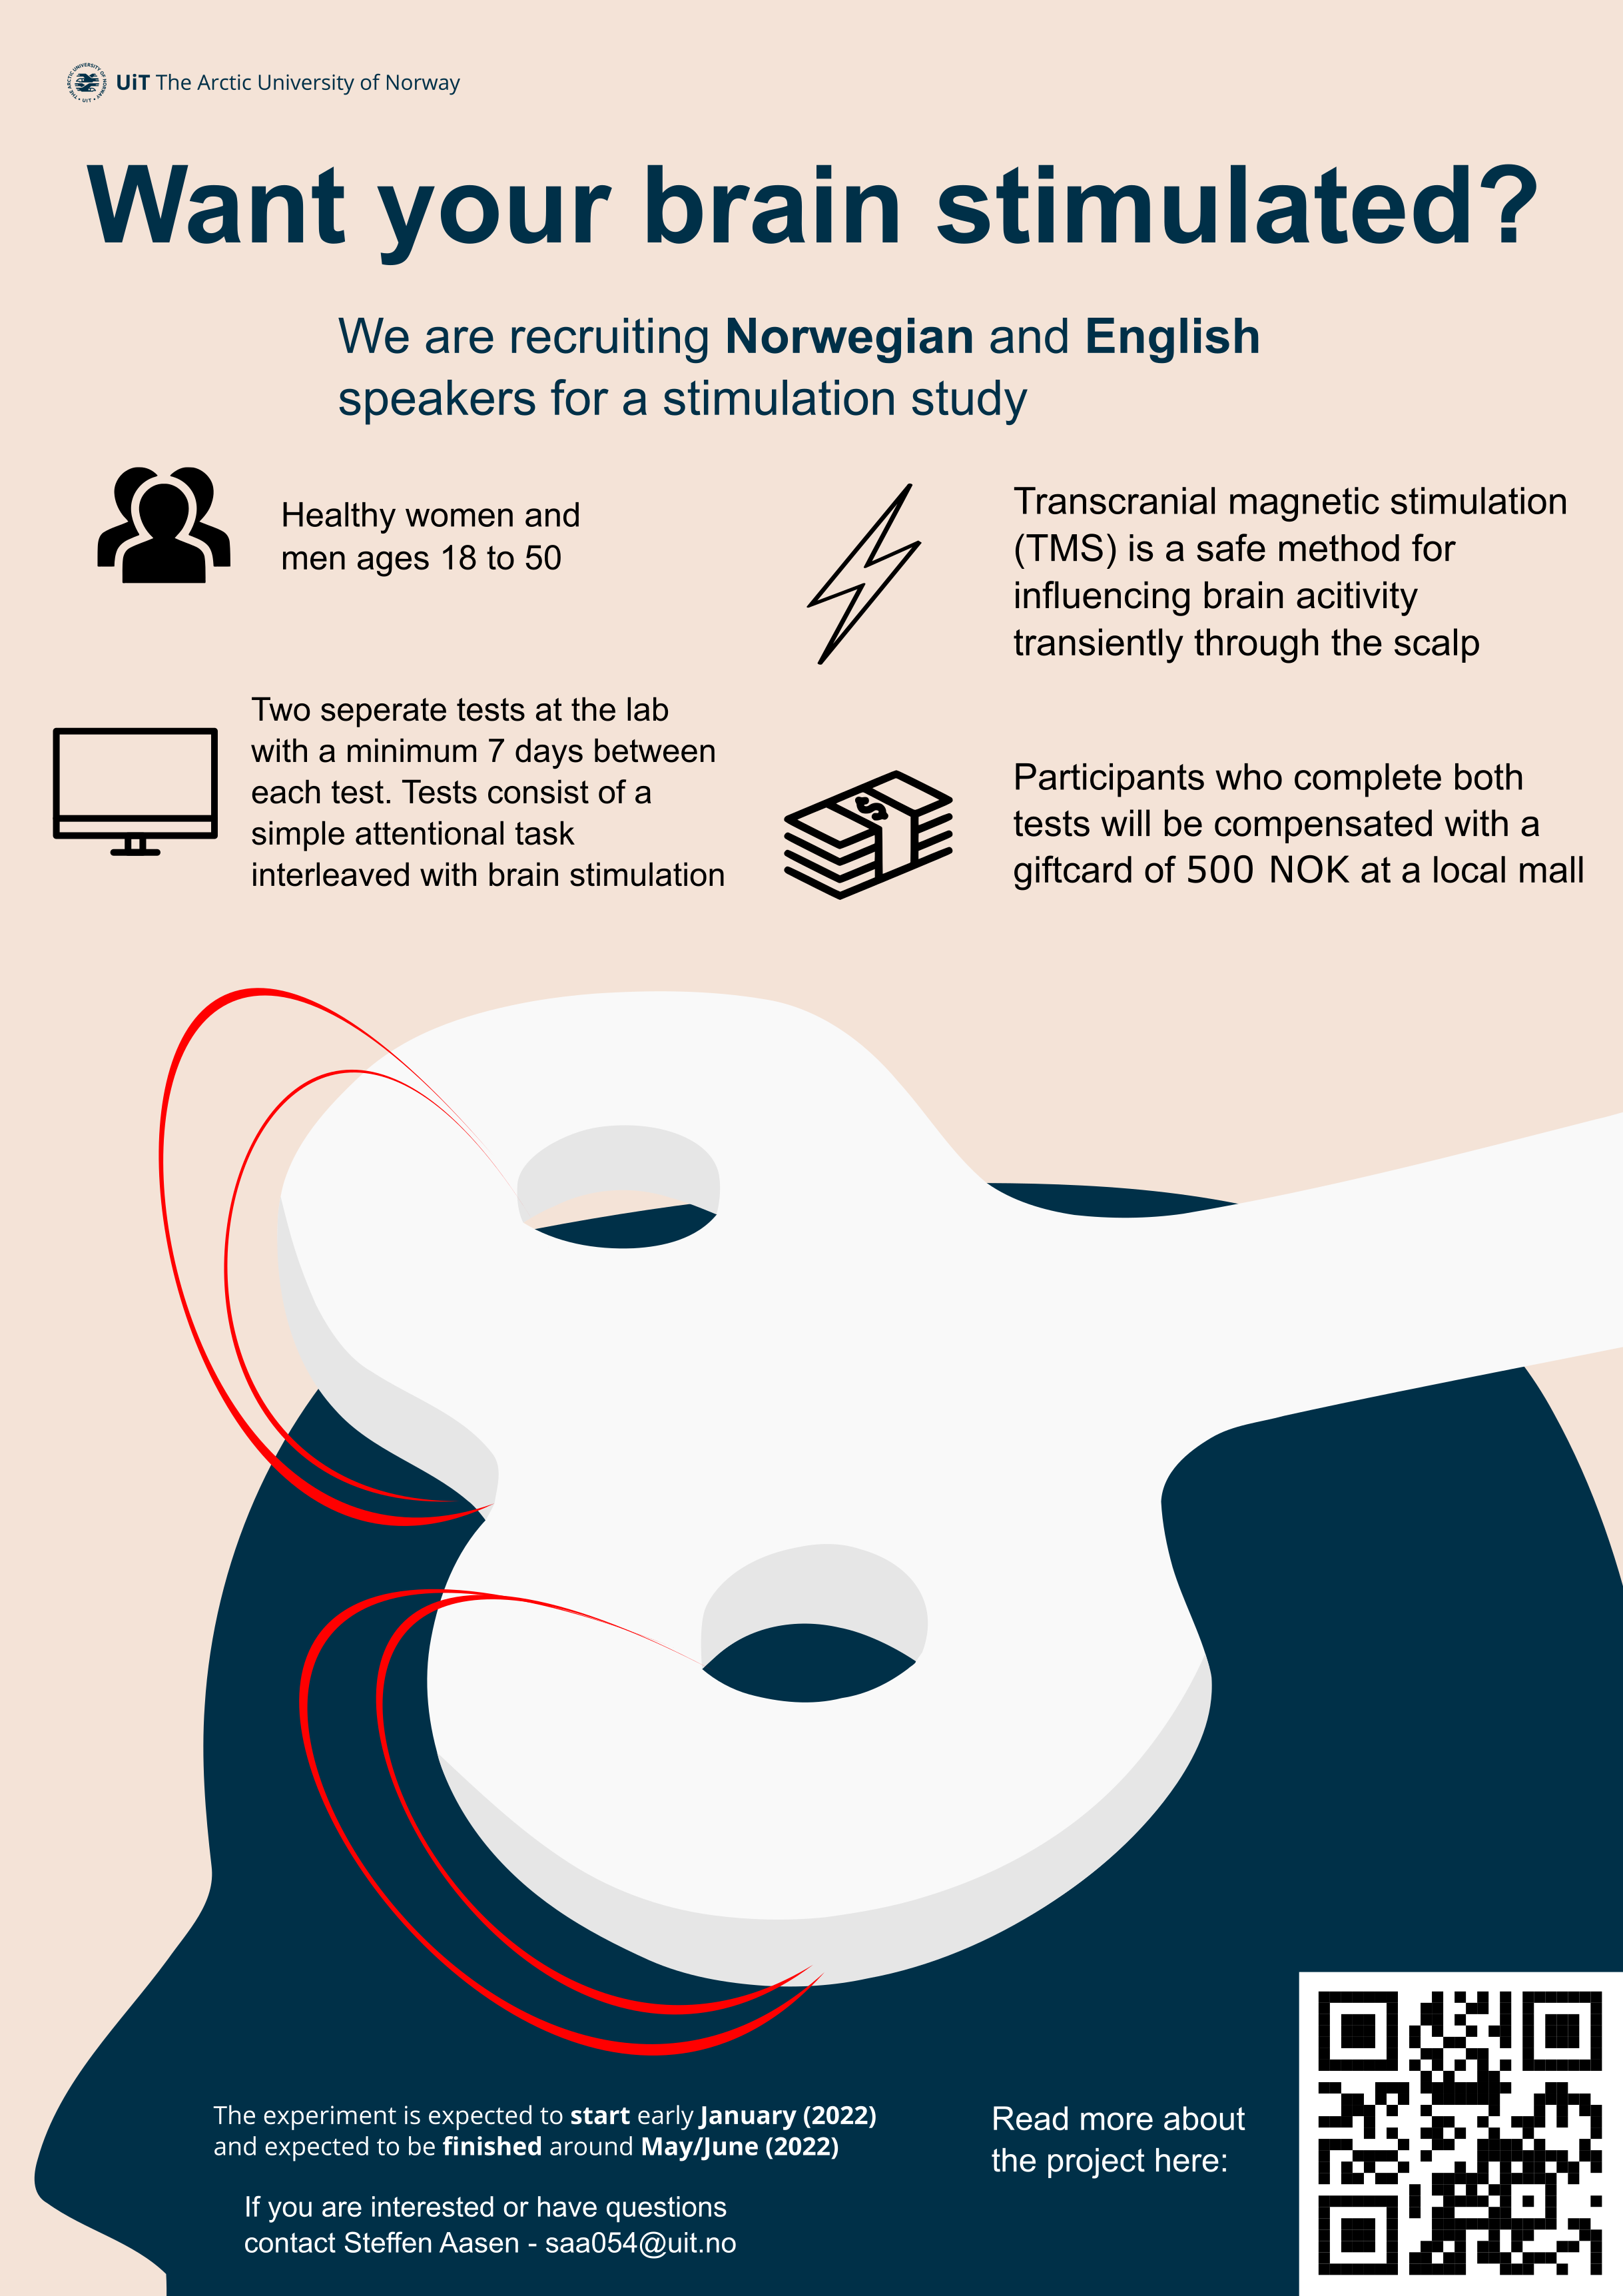 UiT The Arctic University of Norway
Want your brain stimulated?
We are recruiting Norwegian and English
speakers for a stimulation study
Healthy women and
men ages 18 to 50
Transcranial magnetic stimulation
(TMS) is a safe method for
influencing brain acitivity
transiently through the scalp
Two seperate tests at the lab
with a minimum 7 days between
each test. Tests consist of a
simple attentional task
interleaved with brain stimulation
Participants who complete both
tests will be compensated with a
giftcard of 500 NOK at a local mall
The experiment is expected to start early January (2022)
and expected to be finished around May/June (2022)
If you are interested or have questions
contact Steffen Aasen - saa054@uit.no
Read more about
the project here: